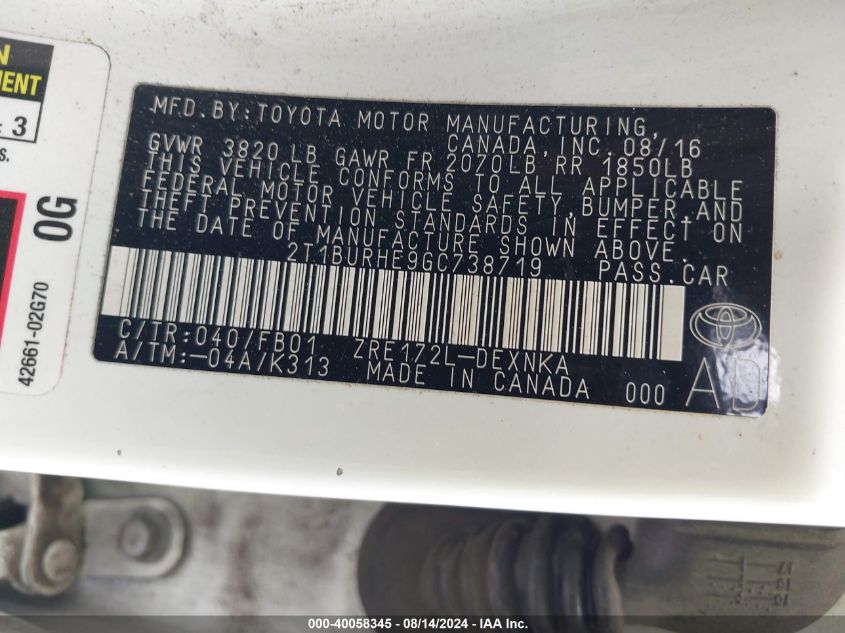 N
MENT
: 3
s.
0G
42661-02G70
MFD. BY: TOYOTA MOTOR MANUFACTURING,
CANADA, INC. 08/16
GVWR 3820 LB GAWR FR 2070LB RR 1850LB
THIS VEHICLE CONFORMS TO ALL APPLICABLE
FEDERAL MOTOR VEHICLE SAFETY, BUMPER, AND
THEFT PREVENTION STANDARDS IN EFFECT ON
THE DATE OF MANUFACTURE SHOWN ABOVE.
2T1BURHE9GC738719 PASS. CAR
C/TR:040/FB01 ZRE172L-DEXNKA
A/TM:-04A/K313 MADE IN CANADA 000 AD
000-40058345 - 08/14/2024 - IAA Inc.